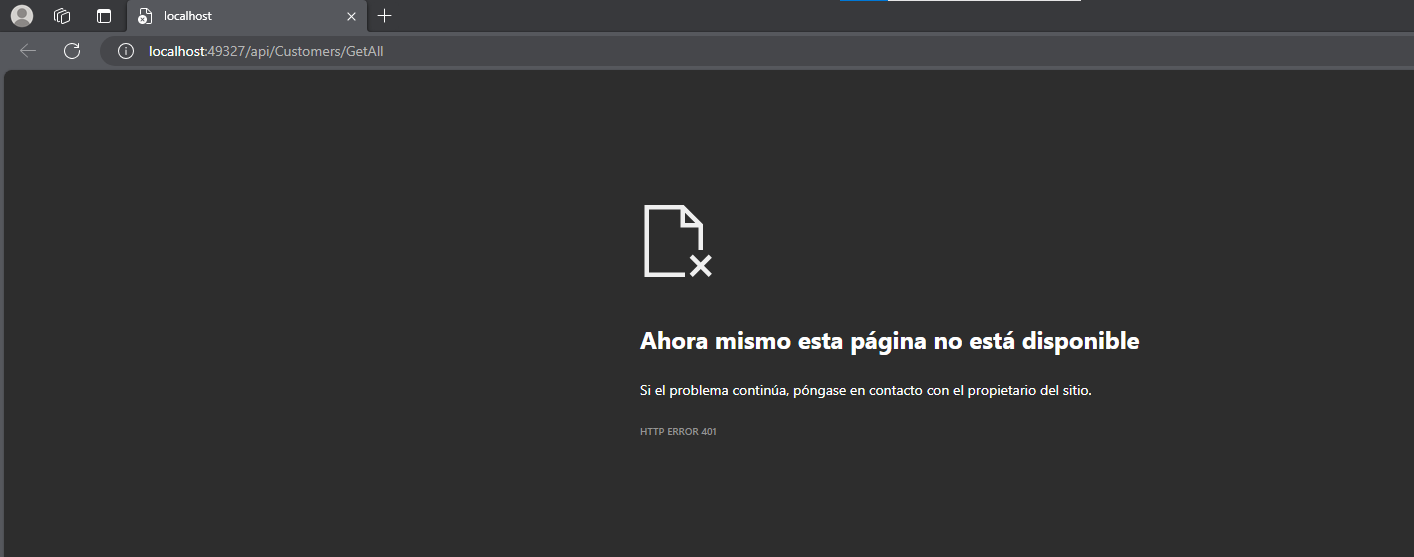 localhost
localhost:49327/api/Customers/GetAll
Ahora mismo esta página no está disponible
Si el problema continúa, póngase en contacto con el propietario del sitio.
HTTP ERROR 401